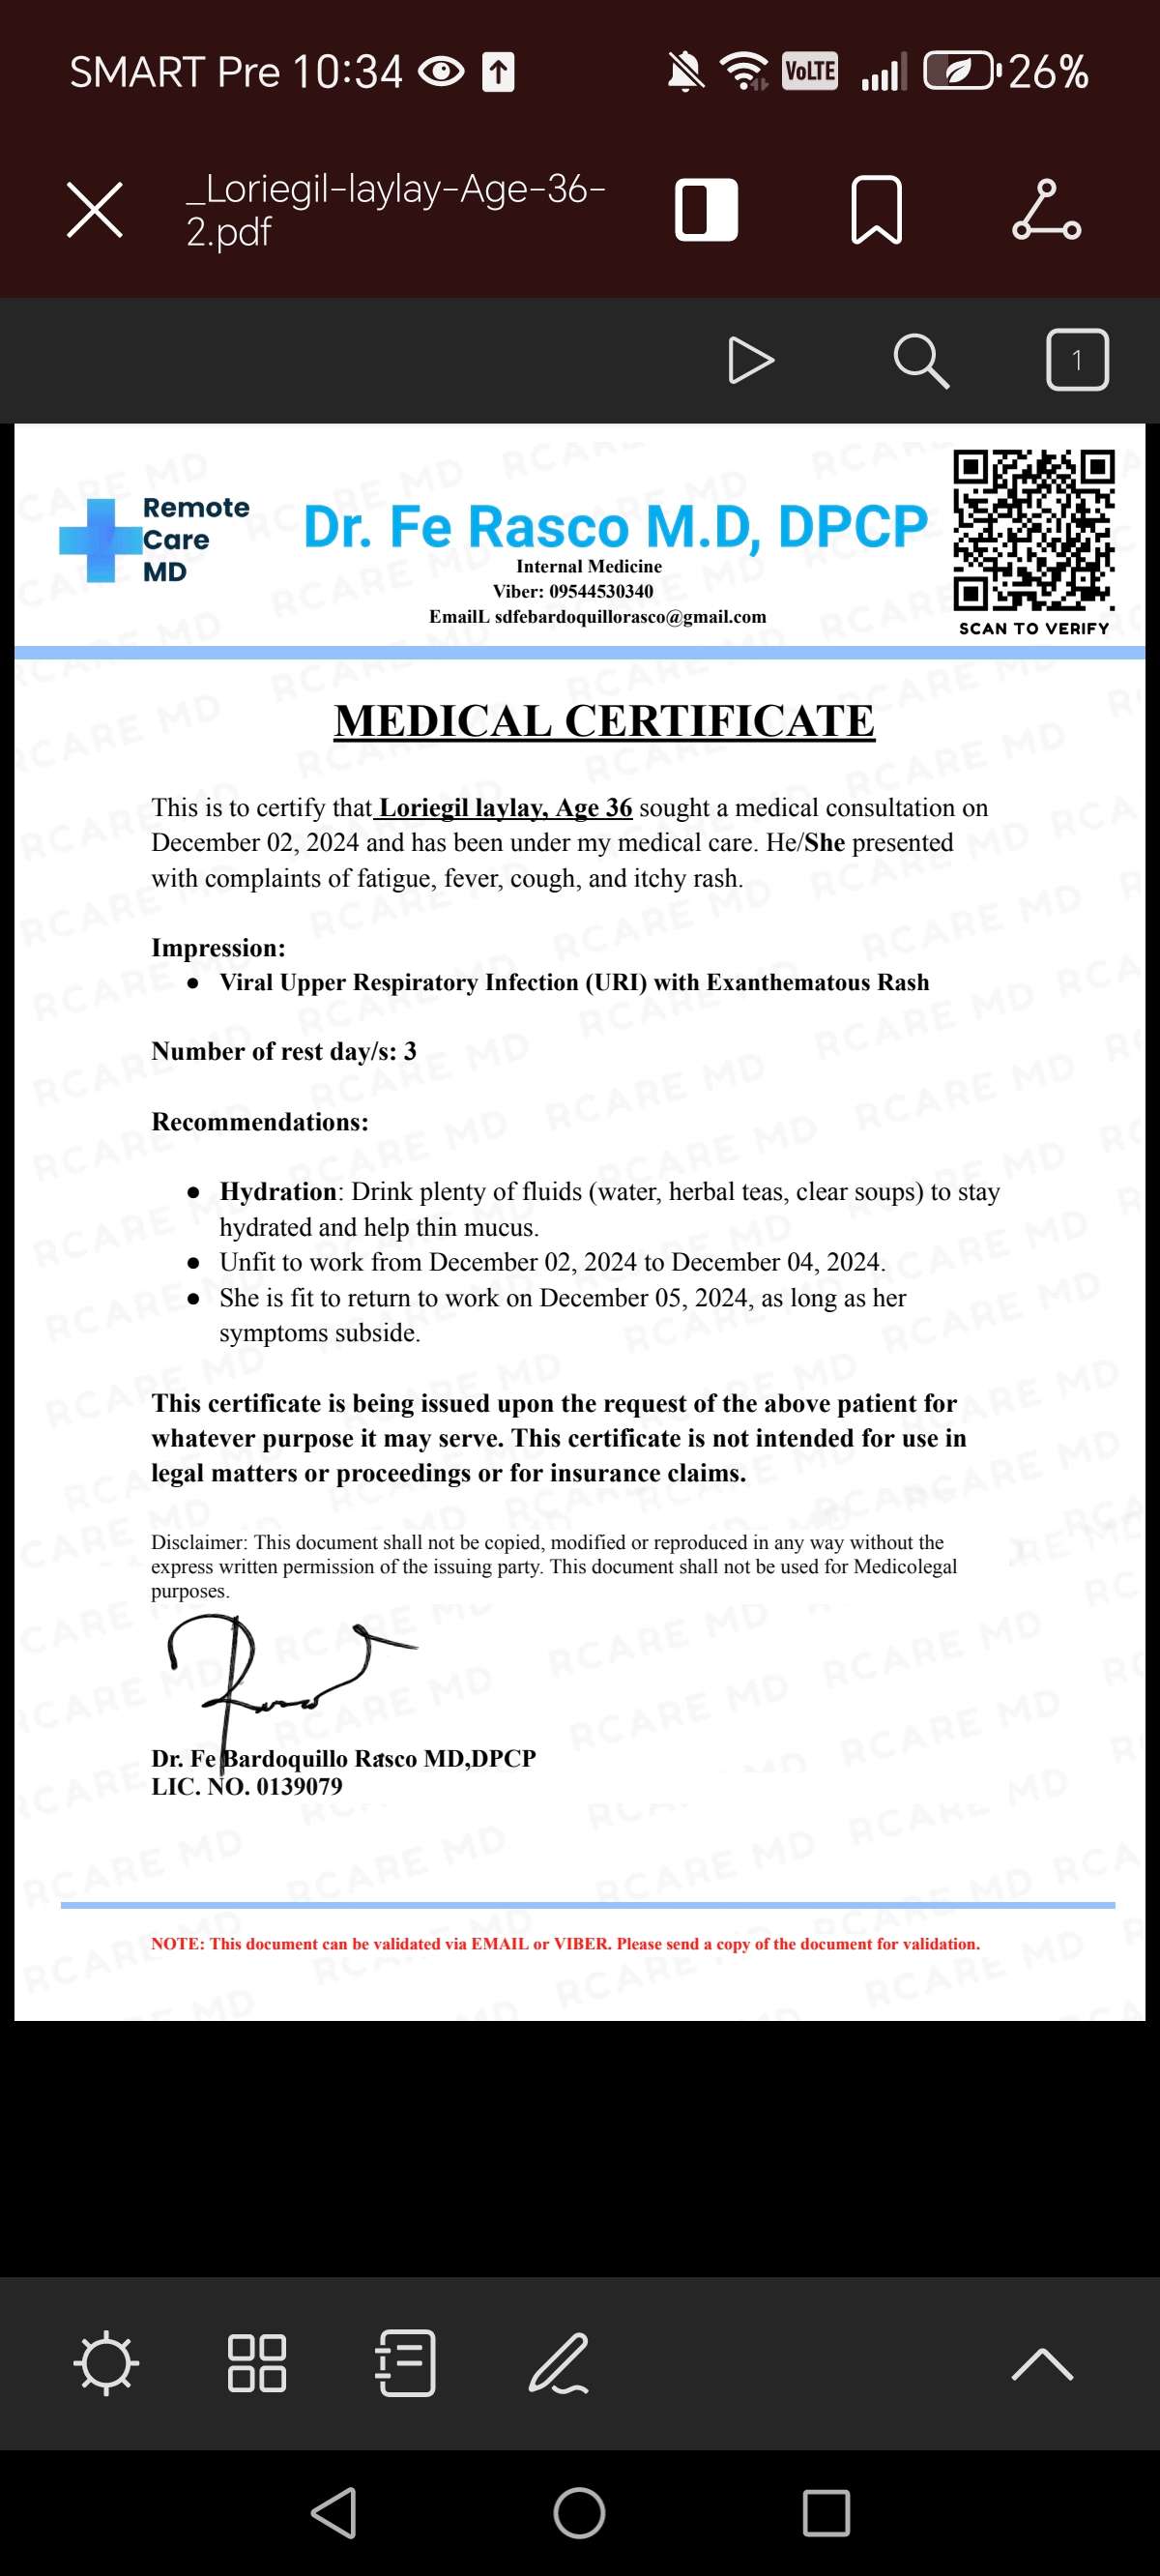 SMART Pre 10:34
VoLTE
26%
_Loriegil-laylay-Age-36-
2.pdf
1
Remote
Care
MD
Dr. Fe Rasco M.D, DPCP
Internal Medicine
Viber: 09544530340
EmailL sdfebardoquillorasco@gmail.com
SCAN TO VERIFY
MEDICAL CERTIFICATE
This is to certify that Loriegil laylay, Age 36 sought a medical consultation on
December 02, 2024 and has been under my medical care. He/She presented
with complaints of fatigue, fever, cough, and itchy rash.
Impression:
● Viral Upper Respiratory Infection (URI) with Exanthematous Rash
Number of rest day/s: 3
Recommendations:
● Hydration: Drink plenty of fluids (water, herbal teas, clear soups) to stay
hydrated and help thin mucus.
● Unfit to work from December 02, 2024 to December 04, 2024.
● She is fit to return to work on December 05, 2024, as long as her
symptoms subside.
This certificate is being issued upon the request of the above patient for
whatever purpose it may serve. This certificate is not intended for use in
legal matters or proceedings or for insurance claims.
Disclaimer: This document shall not be copied, modified or reproduced in any way without the
express written permission of the issuing party. This document shall not be used for Medicolegal
purposes.
Dr. Fe Bardoquillo Rasco MD,DPCP
LIC. NO. 0139079
NOTE: This document can be validated via EMAIL or VIBER. Please send a copy of the document for validation.
RCARE MD